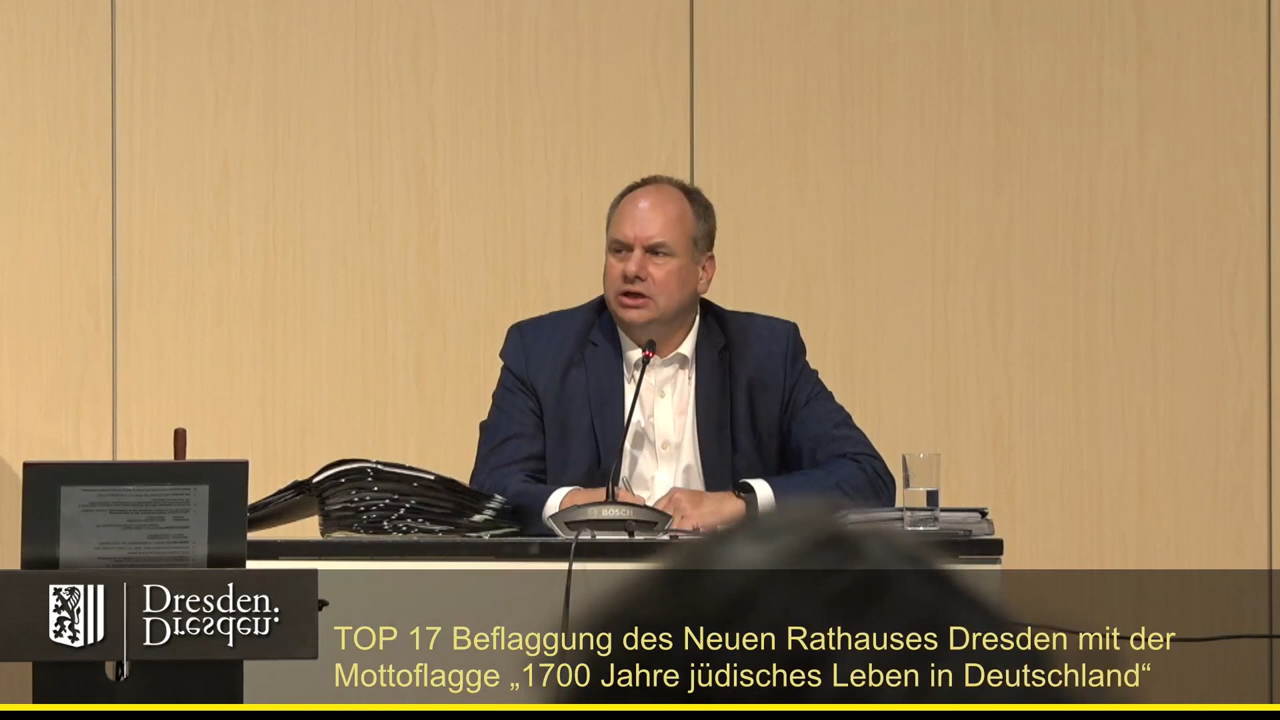 BOSCH
Dresden.
Dresden.
TOP 17 Beflaggung des Neuen Rathauses Dresden mit der
Mottoflagge „1700 Jahre jüdisches Leben in Deutschland“